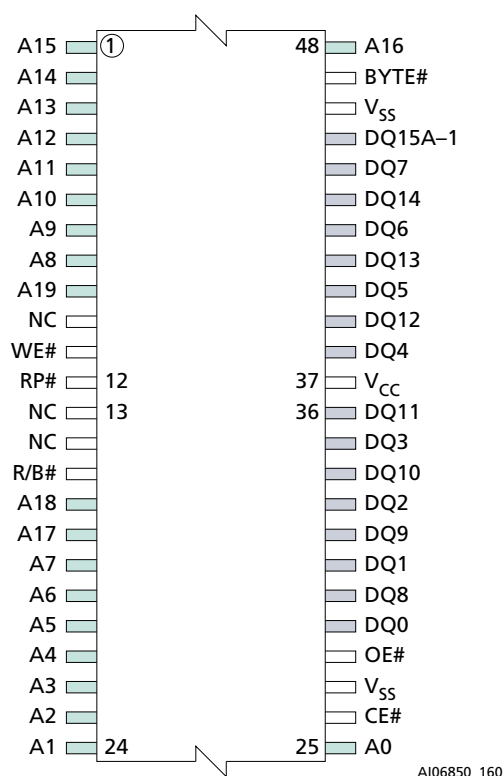 A15 1 48 A16
A14 BYTE#
A13 VSS
A12 DQ15A–1
A11 DQ7
A10 DQ14
A9 DQ6
A8 DQ13
A19 DQ5
NC DQ12
WE# DQ4
RP# 12 37 VCC
NC 13 36 DQ11
NC DQ3
R/B# DQ10
A18 DQ2
A17 DQ9
A7 DQ1
A6 DQ8
A5 DQ0
A4 OE#
A3 VSS
A2 CE#
A1 24 25 A0
AI06850_160